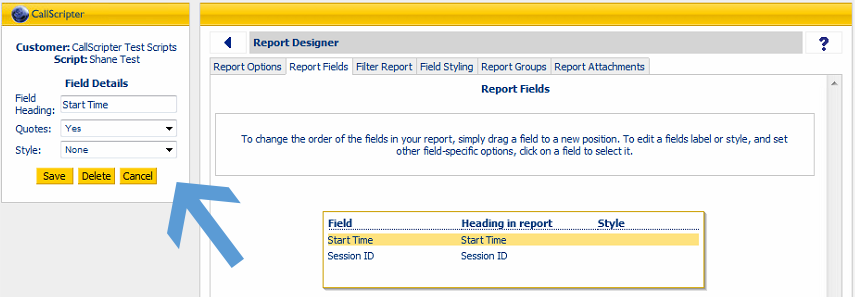 CallScripter
Customer: CallScripter Test Scripts
Script: Shane Test
Field Details
Field
Heading: Start Time
Quotes: Yes
Style: None
Save Delete Cancel
Report Designer
?
Report Options Report Fields Filter Report Field Styling Report Groups Report Attachments
Report Fields
To change the order of the fields in your report, simply drag a field to a new position. To edit a fields label or style, and set
other field-specific options, click on a field to select it.
Field Heading in report Style
Start Time Start Time
Session ID Session ID